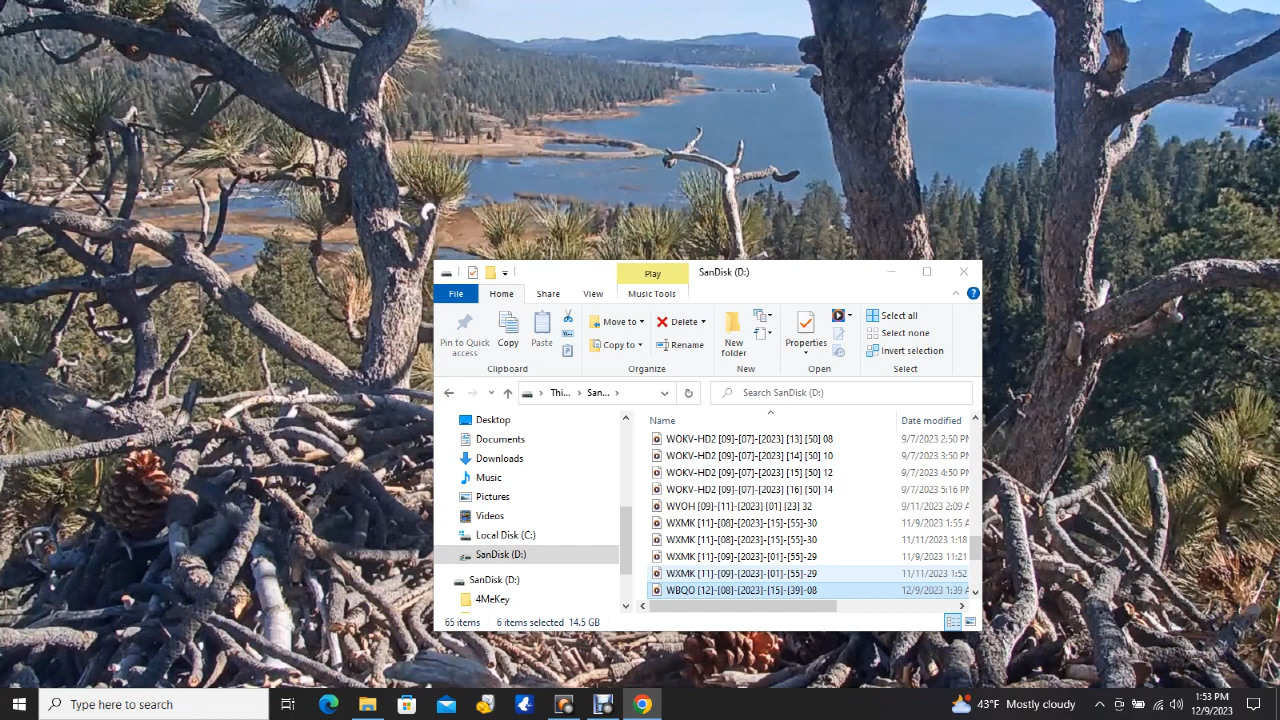 Play
SanDisk (D:)
File
Home
Share
View
Music Tools
Pin to Quick access
Copy
Paste
Move to
Copy to
Delete
Rename
New folder
Properties
Select all
Select none
Invert selection
Clipboard
Organize
New
Open
Select
Thi...
San...
Search SanDisk (D:)
Desktop
Documents
Downloads
Music
Pictures
Videos
Local Disk (C:)
SanDisk (D:)
SanDisk (D:)
4MeKey
Name Date modified
WOKV-HD2 [09]-[07]-[2023] [13] [50] 08 9/7/2023 2:50 PM
WOKV-HD2 [09]-[07]-[2023] [14] [50] 10 9/7/2023 3:50 PM
WOKV-HD2 [09]-[07]-[2023] [15] [50] 12 9/7/2023 4:50 PM
WOKV-HD2 [09]-[07]-[2023] [16] [50] 14 9/7/2023 5:16 PM
WVOH [09]-[11]-[2023] [01] [23] 32 9/11/2023 2:09 A
WXMK [11]-[08]-[2023]-[15]-[55]-30 11/9/2023 1:55 A
WXMK [11]-[08]-[2023]-[15]-[55]-30 11/11/2023 1:18
WXMK [11]-[09]-[2023]-[01]-[55]-29 11/9/2023 11:21
WXMK [11]-[09]-[2023]-[01]-[55]-29 11/11/2023 1:52
WBQO [12]-[08]-[2023]-[15]-[39]-08 12/9/2023 1:39 A
65 items 6 items selected 14.5 GB
Type here to search
43°F Mostly cloudy
1:53 PM
12/9/2023